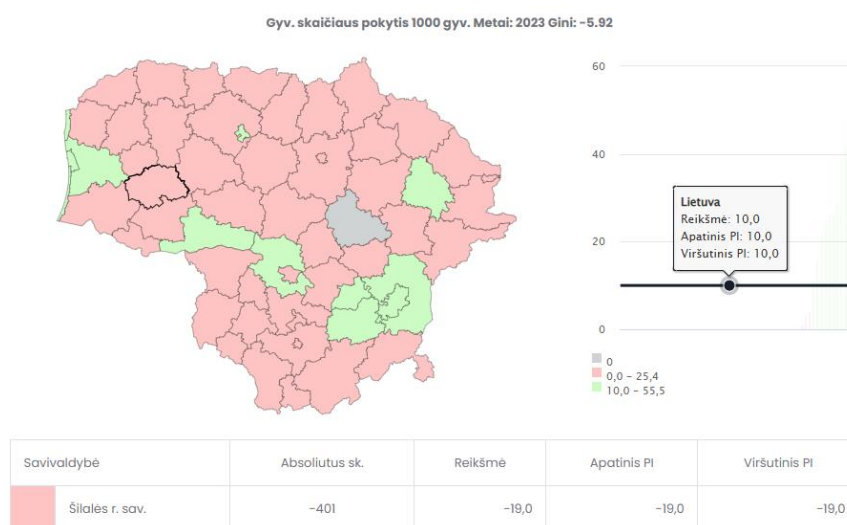 Gyv. skaičiaus pokytis 1000 gyv. Metai: 2023 Gini: -5.92
60
40
20
0
Lietuva
Reikšmė: 10,0
Apatinis PI: 10,0
Viršutinis PI: 10,0
0
0,0 – 25,4
10,0 – 55,5
Savivaldybė Absoliutus sk. Reikšmė Apatinis PI Viršutinis PI
Šilalės r. sav. -401 -19,0 -19,0 -19,0